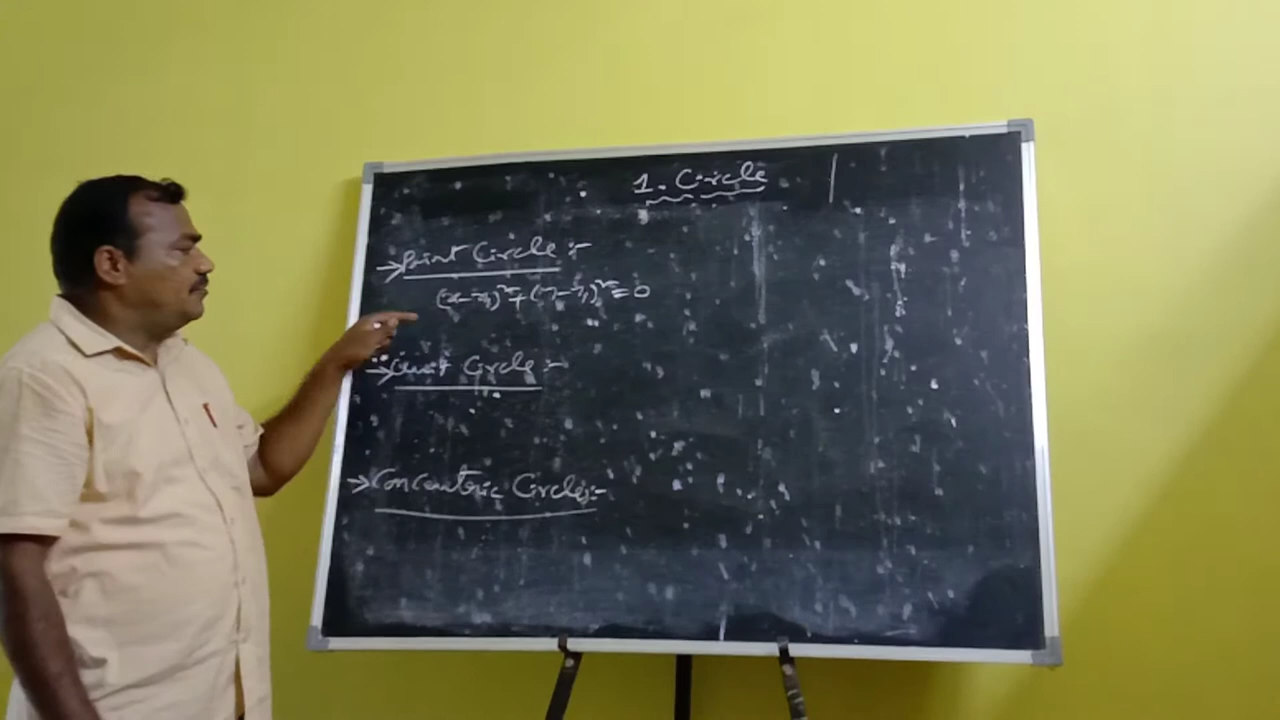 1. Circle
→ Point Circle :-
(x-x₁)²+(y-y₁)²=0
→ Unit Circle :-
→ Concentric Circles:-